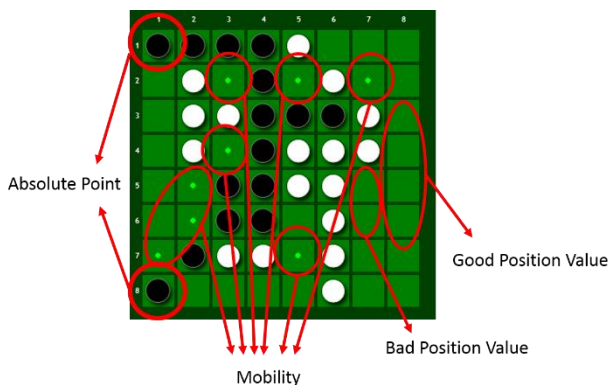 1 2 3 4 5 6 7 8
1
2
3
4
5
6
7
8
Absolute Point
Good Position Value
Bad Position Value
Mobility